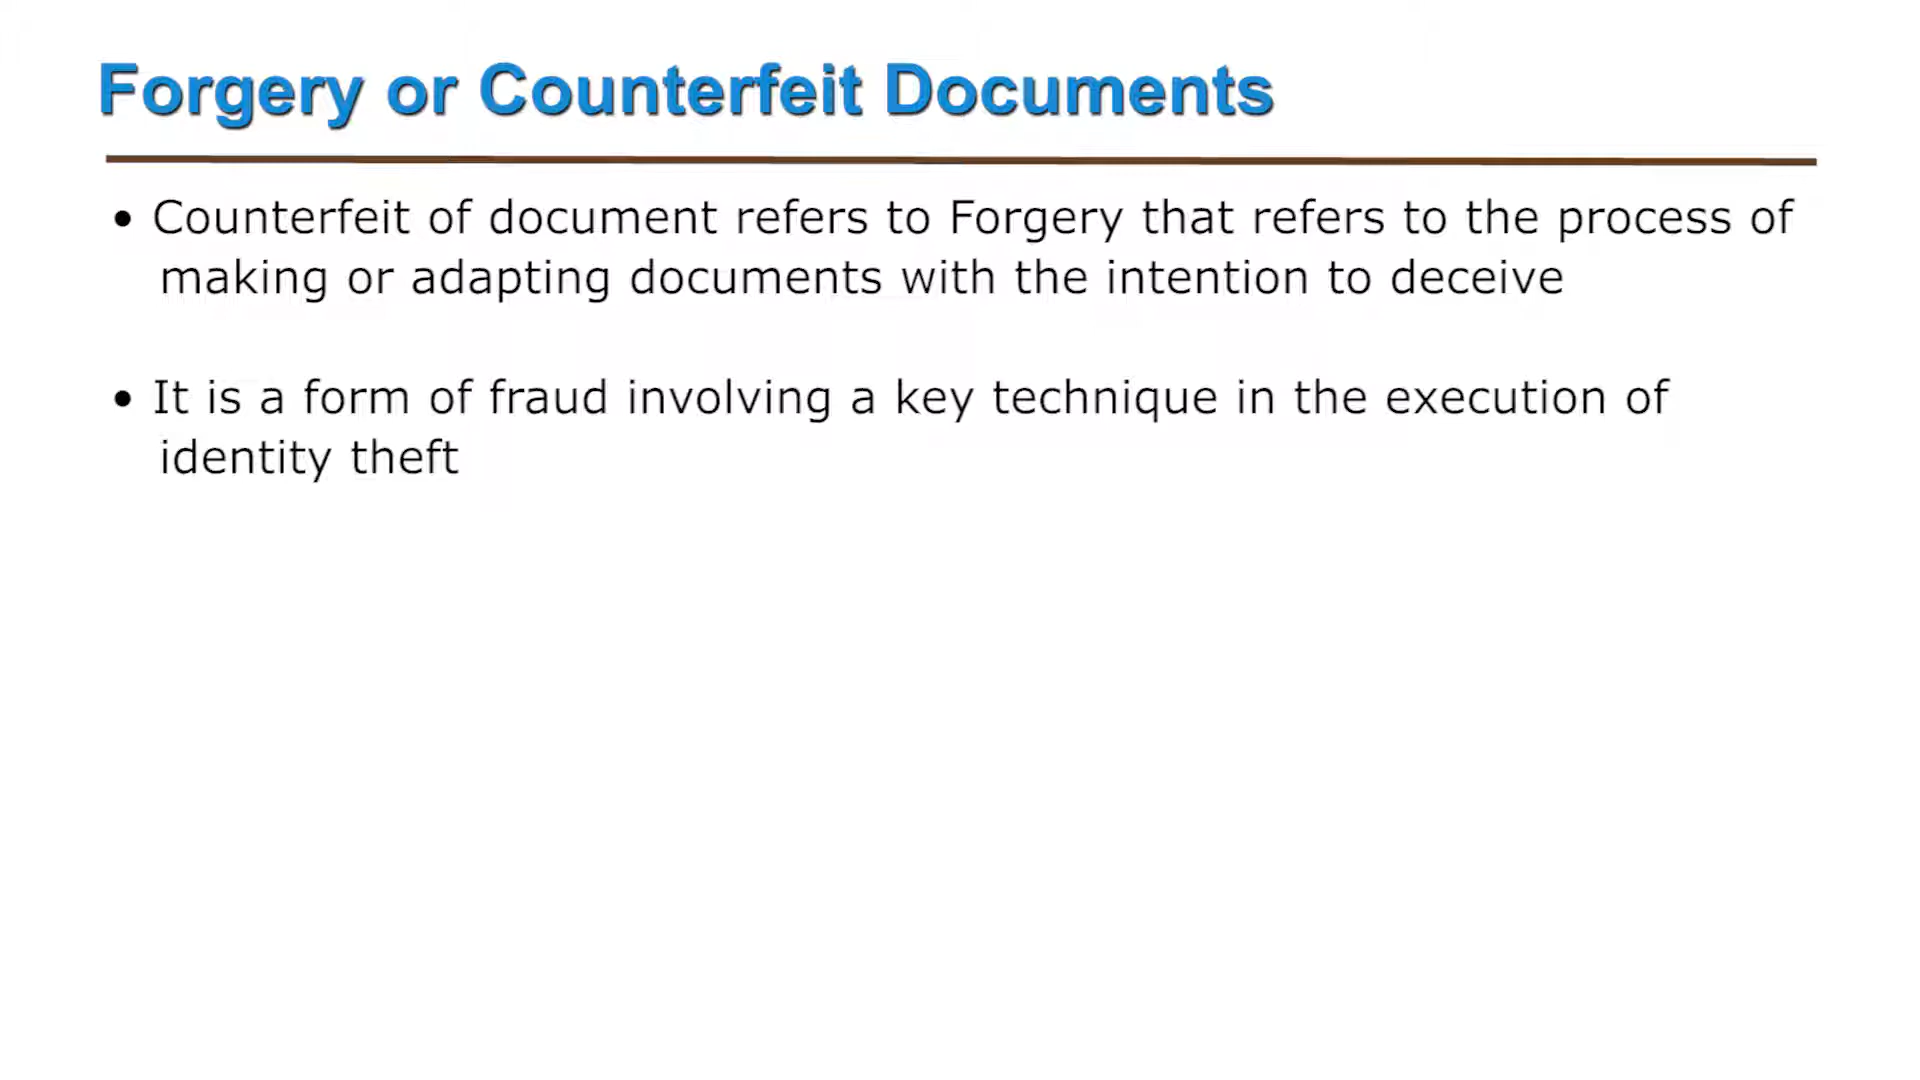 Forgery or Counterfeit Documents
• Counterfeit of document refers to Forgery that refers to the process of
making or adapting documents with the intention to deceive
• It is a form of fraud involving a key technique in the execution of
identity theft